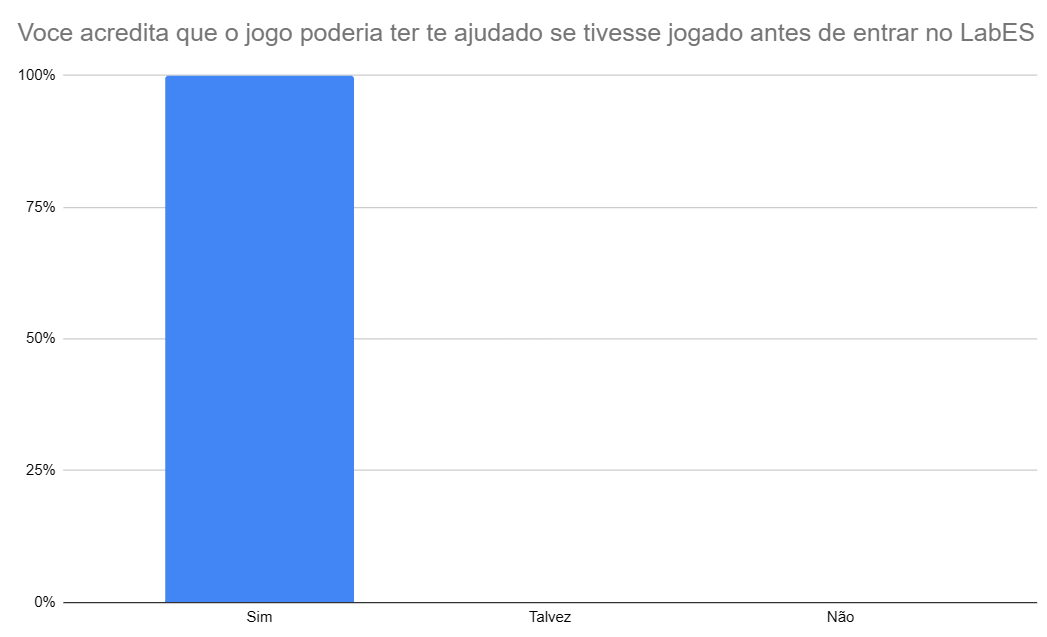 Voce acredita que o jogo poderia ter te ajudado se tivesse jogado antes de entrar no LabES
100%
75%
50%
25%
0%
Sim Talvez Não